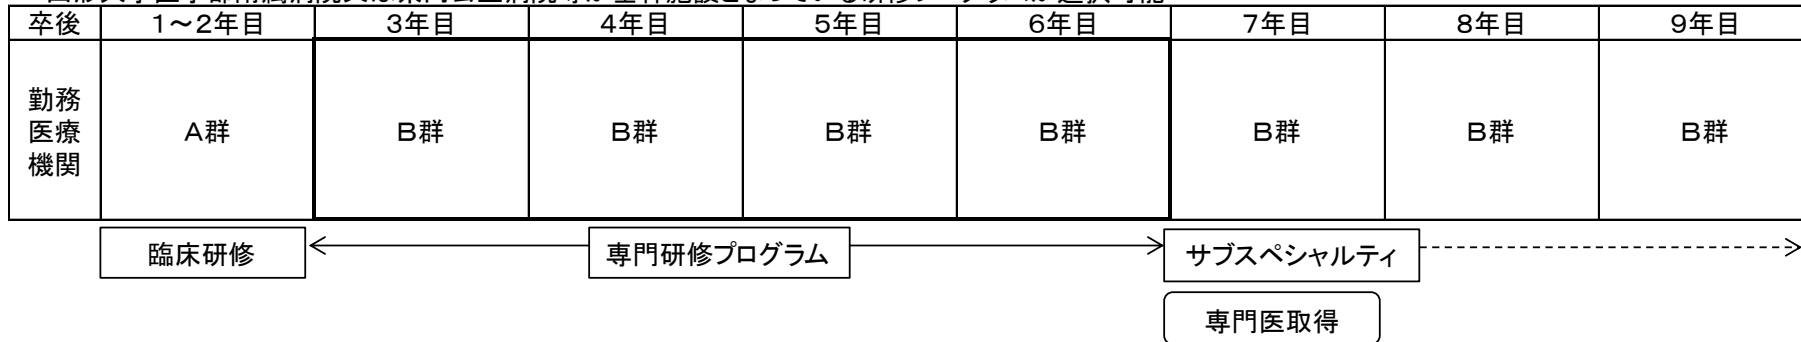 卒後 1～2年目 3年目 4年目 5年目 6年目 7年目 8年目 9年目
勤務
医療
機関
A群 B群 B群 B群 B群 B群 B群 B群
臨床研修 専門研修プログラム サブスペシャルティ
専門医取得